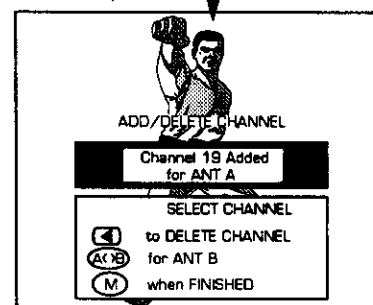 ADD/DELETE CHANNEL
Channel 19 Added
for ANT A
SELECT CHANNEL
to DELETE CHANNEL
A<>B for ANT B
M when FINISHED